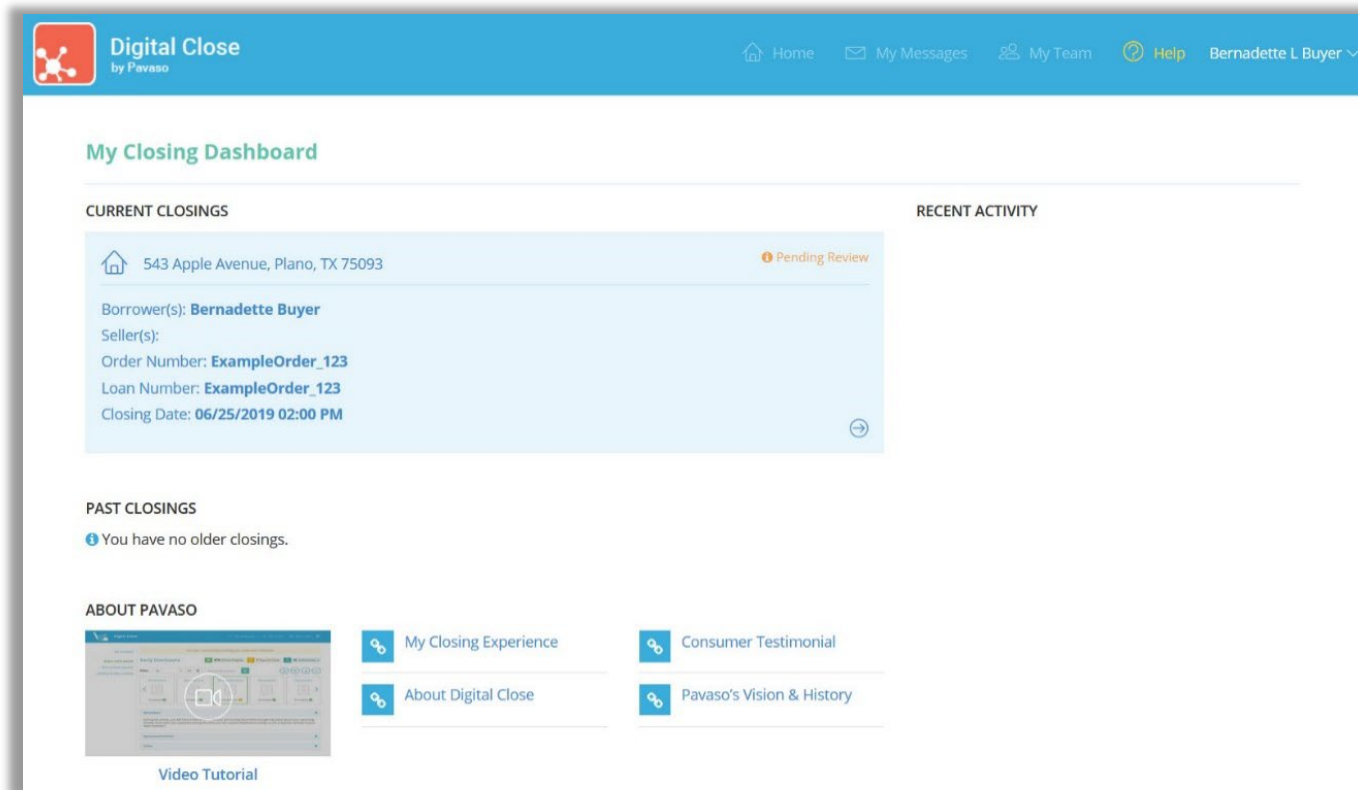 Digital Close
by Pavaso
Home
My Messages
My Team
Help
Bernadette L Buyer
My Closing Dashboard
CURRENT CLOSINGS
543 Apple Avenue, Plano, TX 75093
Pending Review
Borrower(s): Bernadette Buyer
Seller(s):
Order Number: ExampleOrder_123
Loan Number: ExampleOrder_123
Closing Date: 06/25/2019 02:00 PM
RECENT ACTIVITY
PAST CLOSINGS
You have no older closings.
ABOUT PAVASO
Video Tutorial
My Closing Experience
Consumer Testimonial
About Digital Close
Pavaso's Vision & History